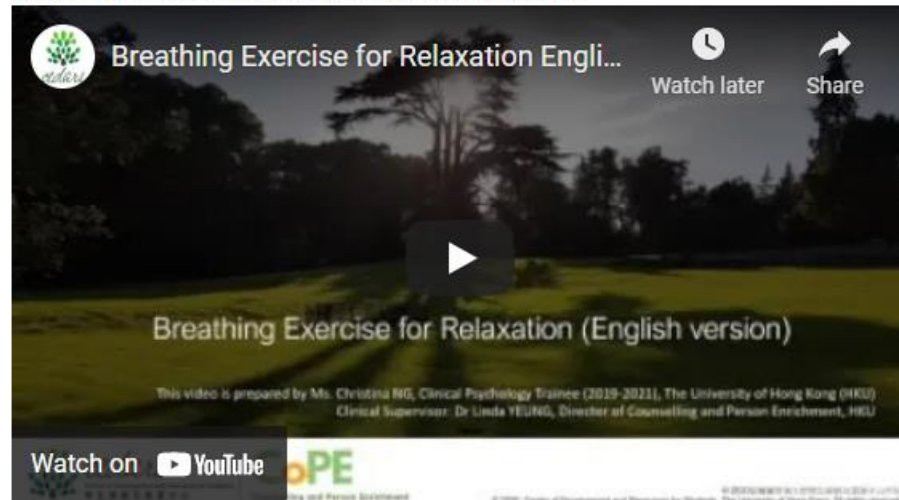 cedars
Breathing Exercise for Relaxation Engli...
Watch later
Share
Breathing Exercise for Relaxation (English version)
This video is prepared by Ms. Christina NG, Clinical Psychology Trainee (2019-2021), The University of Hong Kong (HKU)
Clinical Supervisor: Dr Linda YEUNG, Director of Counselling and Person Enrichment, HKU
Watch on YouTube
CoPE